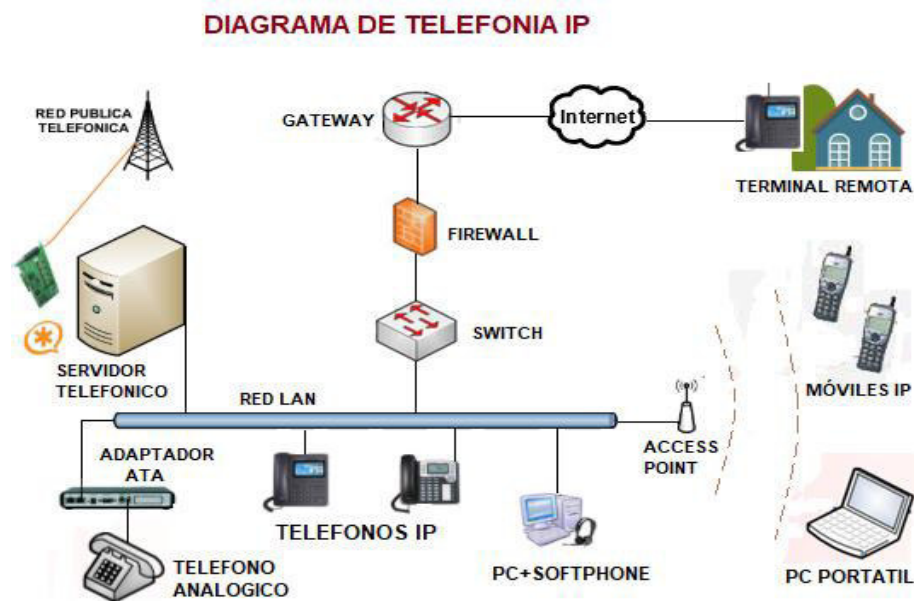 DIAGRAMA DE TELEFONIA IP
RED PUBLICA
TELEFONICA
GATEWAY
Internet
TERMINAL REMOTA
FIREWALL
SWITCH
SERVIDOR
TELEFONICO
RED LAN
MÓVILES IP
ADAPTADOR
ATA
ACCESS
POINT
TELEFONOS IP
TELEFONO
ANALOGICO
PC+SOFTPHONE
PC PORTATIL